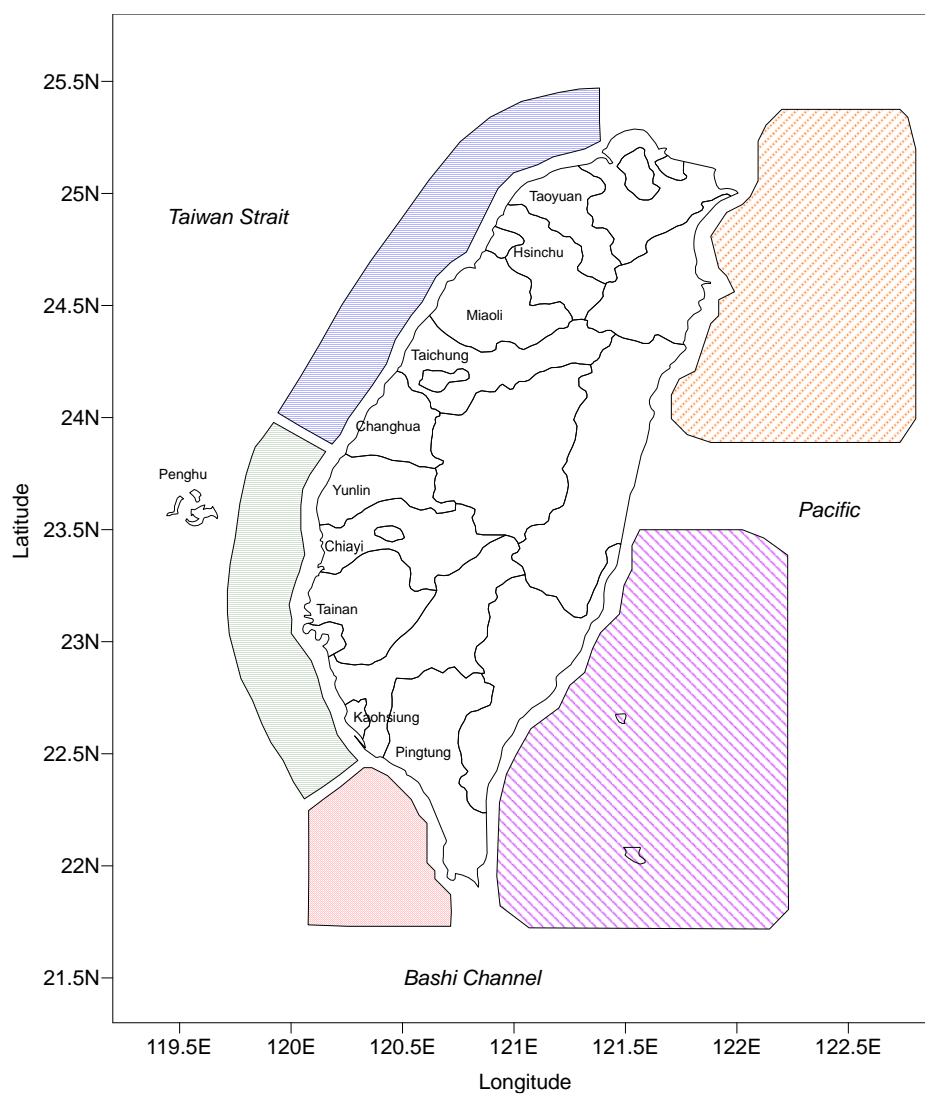 25.5N
25N
24.5N
24N
23.5N
23N
22.5N
22N
21.5N
Latitude
Taiwan Strait
Taoyuan
Hsinchu
Miaoli
Taichung
Changhua
Penghu
Yunlin
Pacific
Chiayi
Tainan
Kaohsiung
Pingtung
Bashi Channel
119.5E 120E 120.5E 121E 121.5E 122E 122.5E
Longitude